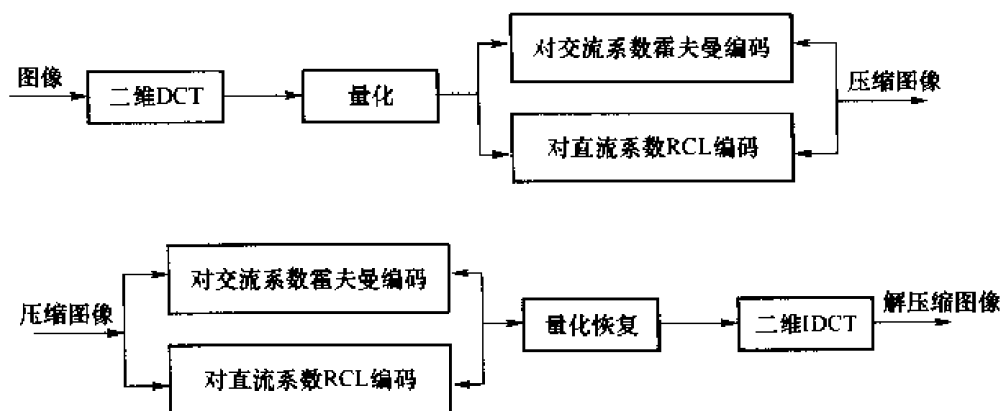 图像
二维DCT
量化
对交流系数霍夫曼编码
对直流系数RCL编码
压缩图像
压缩图像
对交流系数霍夫曼编码
对直流系数RCL编码
量化恢复
二维IDCT
解压缩图像